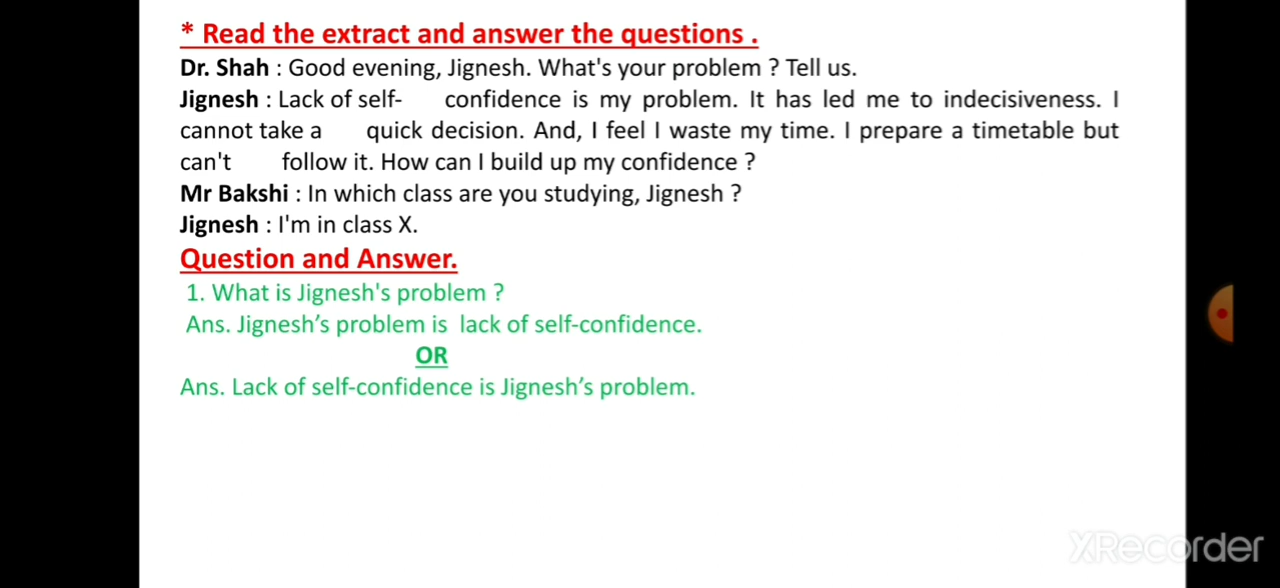 * Read the extract and answer the questions .
Dr. Shah : Good evening, Jignesh. What's your problem ? Tell us.
Jignesh : Lack of self- confidence is my problem. It has led me to indecisiveness. I
cannot take a quick decision. And, I feel I waste my time. I prepare a timetable but
can't follow it. How can I build up my confidence ?
Mr Bakshi : In which class are you studying, Jignesh ?
Jignesh : I'm in class X.
Question and Answer.
1. What is Jignesh's problem ?
Ans. Jignesh’s problem is lack of self-confidence.
OR
Ans. Lack of self-confidence is Jignesh’s problem.
XRecorder